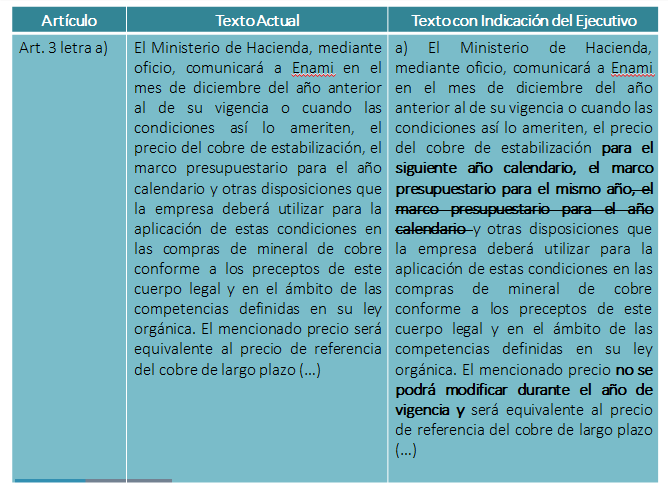 Artículo
Texto Actual
Texto con Indicación del Ejecutivo
Art. 3 letra a)
El Ministerio de Hacienda, mediante
oficio, comunicará a Enami en el
mes de diciembre del año anterior
al de su vigencia o cuando las
condiciones así lo ameriten, el
precio del cobre de estabilización, el
marco presupuestario para el año
calendario y otras disposiciones que
la empresa deberá utilizar para la
aplicación de estas condiciones en
las compras de mineral de cobre
conforme a los preceptos de este
cuerpo legal y en el ámbito de las
competencias definidas en su ley
orgánica. El mencionado precio será
equivalente al precio de referencia
del cobre de largo plazo (...)
a) El Ministerio de Hacienda,
mediante oficio, comunicará a Enami
en el mes de diciembre del año
anterior al de su vigencia o cuando las
condiciones así lo ameriten, el precio
del cobre de estabilización para el
siguiente año calendario, el marco
presupuestario para el mismo año, el
marco presupuestario para el año
calendario y otras disposiciones que
la empresa deberá utilizar para la
aplicación de estas condiciones en las
compras de mineral de cobre
conforme a los preceptos de este
cuerpo legal y en el ámbito de las
competencias definidas en su ley
orgánica. El mencionado precio no se
podrá modificar durante el año de
vigencia y será equivalente al precio
de referencia del cobre de largo plazo
(...)